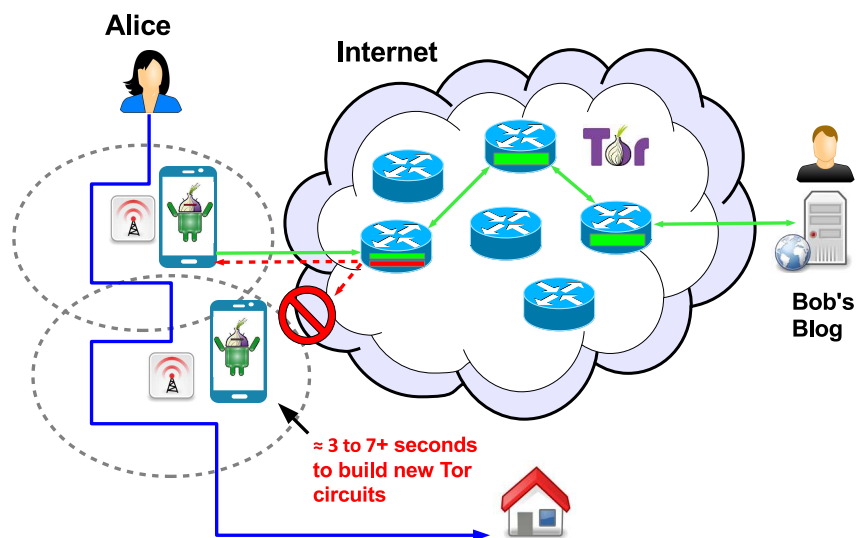 Alice
Internet
Tor
Bob's
Blog
≈ 3 to 7+ seconds
to build new Tor
circuits